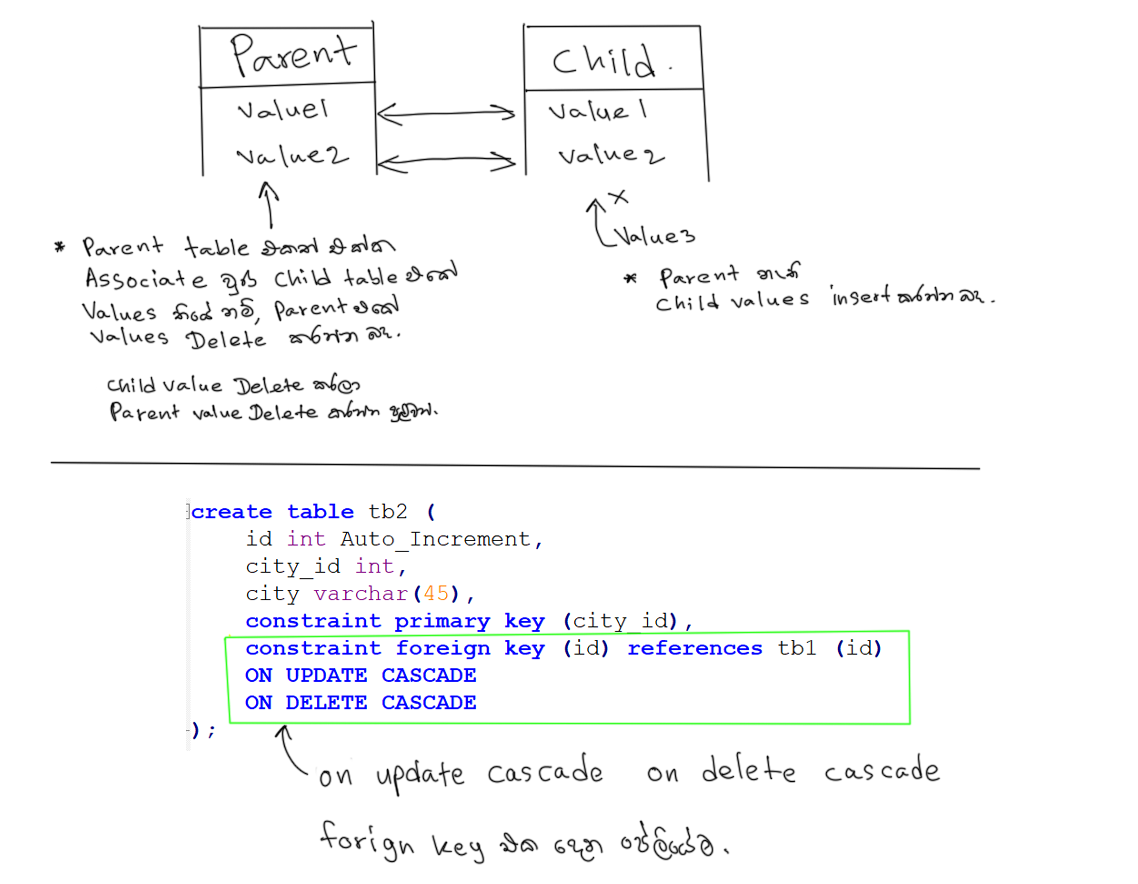 Parent
Child.
value1
value1
value2
value2
x
Value3
* Parent table එකත් එක්ක
Associate වුන Child table එකේ
Values තියේ නම්, Parent එකේ
Values Delete කරන්න බෑ.
* Parent නැති
Child values insert කරන්න බෑ.
Child value Delete කරලා
Parent value Delete කරන්න පුළුවන්.
create table tb2 (
id int Auto_Increment,
city_id int,
city varchar(45),
constraint primary key (city_id),
constraint foreign key (id) references tb1 (id)
ON UPDATE CASCADE
ON DELETE CASCADE
);
on update cascade on delete cascade
forign key එක දෙන පේලියේම.